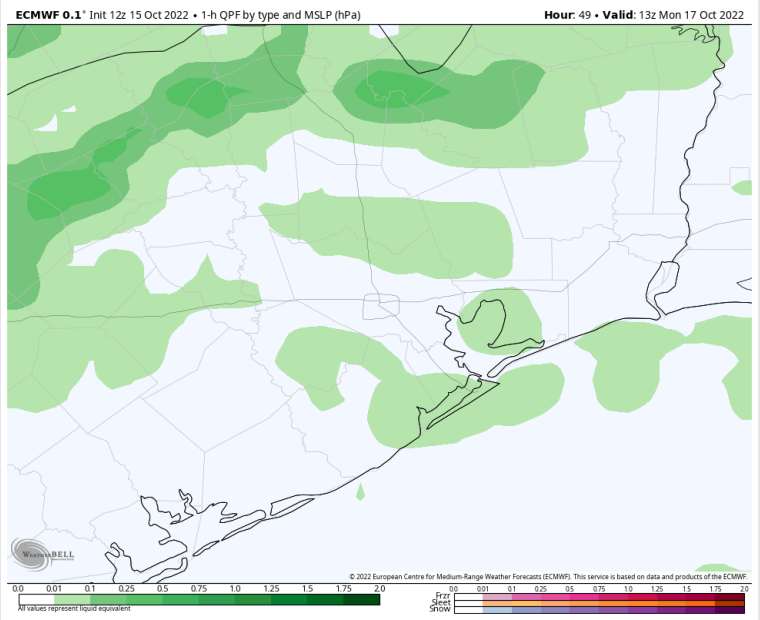 ECMWF 0.1° Init 12z 15 Oct 2022 • 1-h QPF by type and MSLP (hPa)
Hour: 49 • Valid: 13z Mon 17 Oct 2022
WEATHERBELL
© 2022 European Centre for Medium-Range Weather Forecasts (ECMWF). This service is based on data and products of the ECMWF.
0.0 0.01 0.1 0.25 0.5 0.75 1.0 1.25 1.5 1.75 2.0
All values represent liquid equivalent
0.0 0.01 0.1 0.25 0.5 0.75 1.0 1.25 1.5 1.75 2.0
Frzr
Sleet
Snow